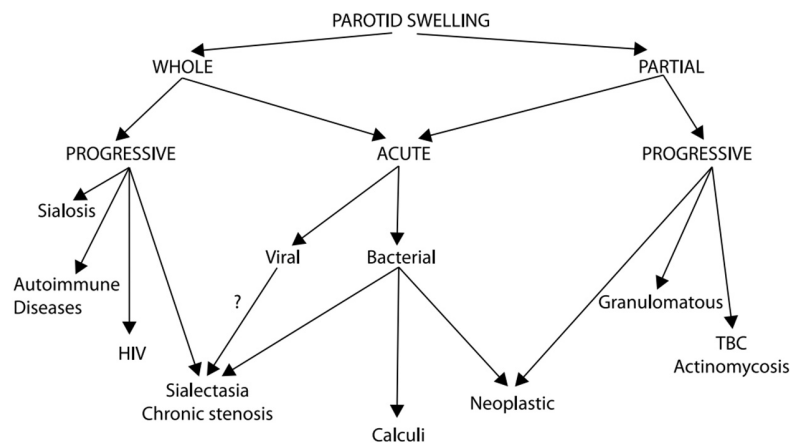 PAROTID SWELLING
WHOLE
PARTIAL
PROGRESSIVE
ACUTE
PROGRESSIVE
Sialosis
Viral
Bacterial
Autoimmune
Diseases
?
Granulomatous
HIV
TBC
Actinomycosis
Sialectasia
Chronic stenosis
Neoplastic
Calculi